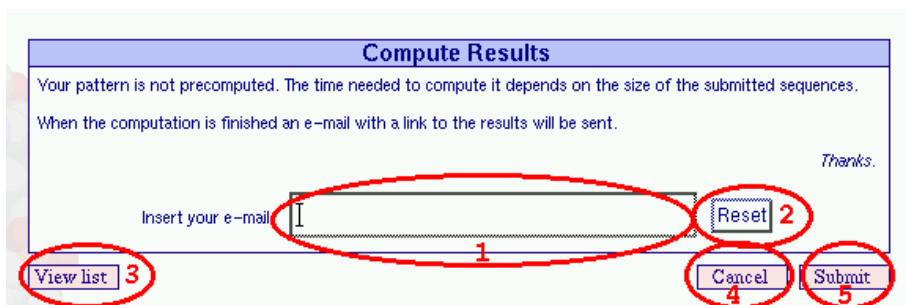 Compute Results
Your pattern is not precomputed. The time needed to compute it depends on the size of the submitted sequences.
When the computation is finished an e-mail with a link to the results will be sent.
Thanks.
Insert your e-mail Reset 2
1
View list 3 Cancel Submit
4 5